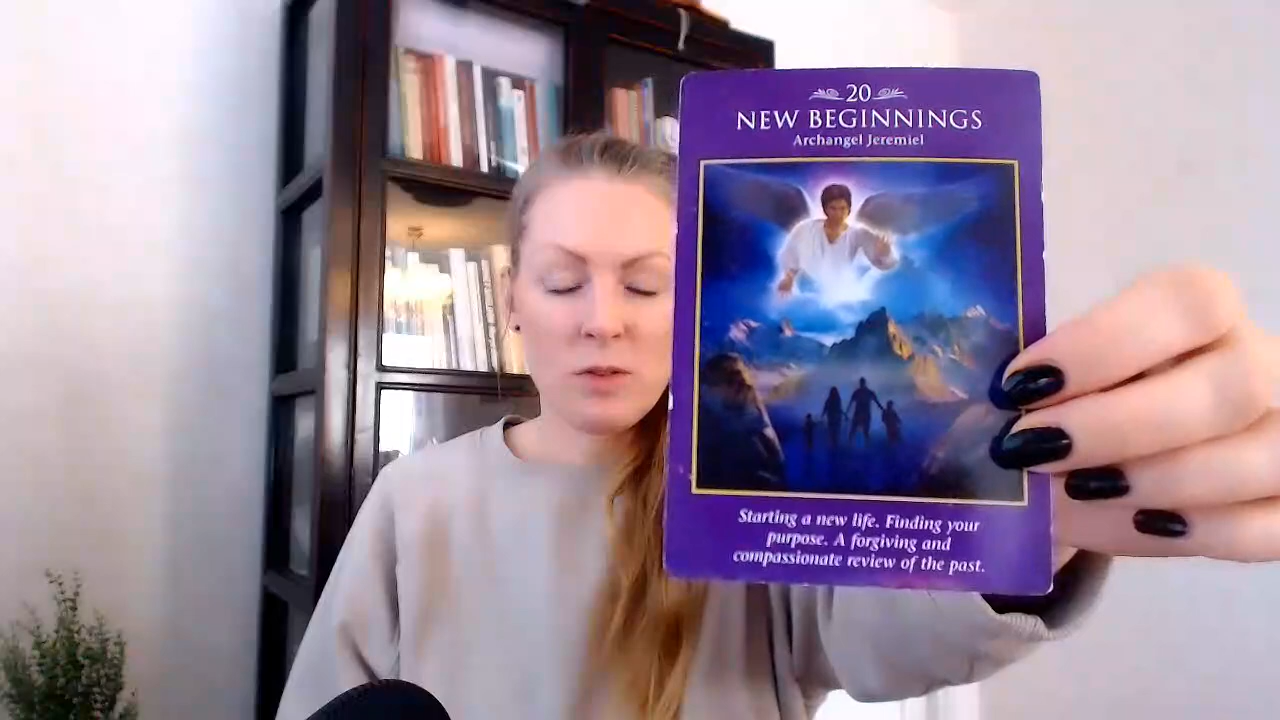 20
NEW BEGINNINGS
Archangel Jeremiel
Starting a new life. Finding your
purpose. A forgiving and
compassionate review of the past.